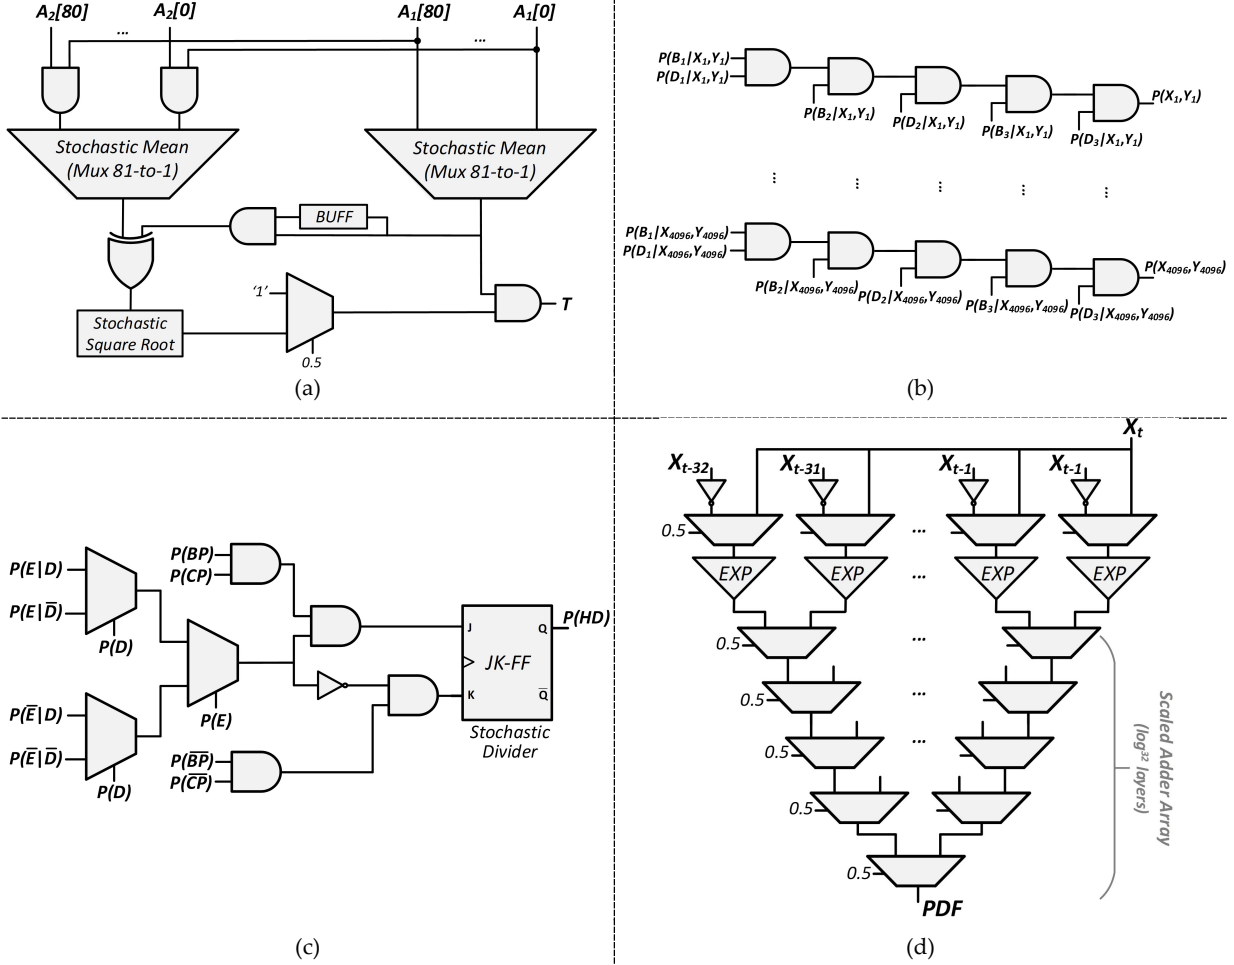 A₂[80]
A₂[0]
A₁[80]
A₁[0]
...
...
Stochastic Mean
(Mux 81-to-1)
Stochastic Mean
(Mux 81-to-1)
BUFF
'1'
T
Stochastic
Square Root
0.5
(a)
P(B₁|X₁,Y₁)
P(D₁|X₁,Y₁)
P(B₂|X₁,Y₁)
P(D₂|X₁,Y₁)
P(B₃|X₁,Y₁)
P(D₃|X₁,Y₁)
P(X₁,Y₁)
... ... ... ... ...
P(B₁|X₄₀₉₆,Y₄₀₉₆)
P(D₁|X₄₀₉₆,Y₄₀₉₆)
P(B₂|X₄₀₉₆,Y₄₀₉₆)
P(D₂|X₄₀₉₆,Y₄₀₉₆)
P(B₃|X₄₀₉₆,Y₄₀₉₆)
P(D₃|X₄₀₉₆,Y₄₀₉₆)
P(X₄₀₉₆,Y₄₀₉₆)
(b)
P(E|D)
P(E|D̅)
P(D)
P(E̅|D)
P(E̅|D̅)
P(D)
P(E)
P(BP)
P(CP)
P(B̅P̅)
P(C̅P̅)
J
Q
JK-FF
K
Q̅
P(HD)
Stochastic
Divider
(c)
Xₜ
Xₜ₋₃₂
Xₜ₋₃₁
Xₜ₋₁
Xₜ₋₁
0.5
...
EXP
EXP
...
EXP
EXP
0.5
...
0.5
...
0.5
...
0.5
0.5
PDF
Scaled Adder Array
(log³² layers)
(d)